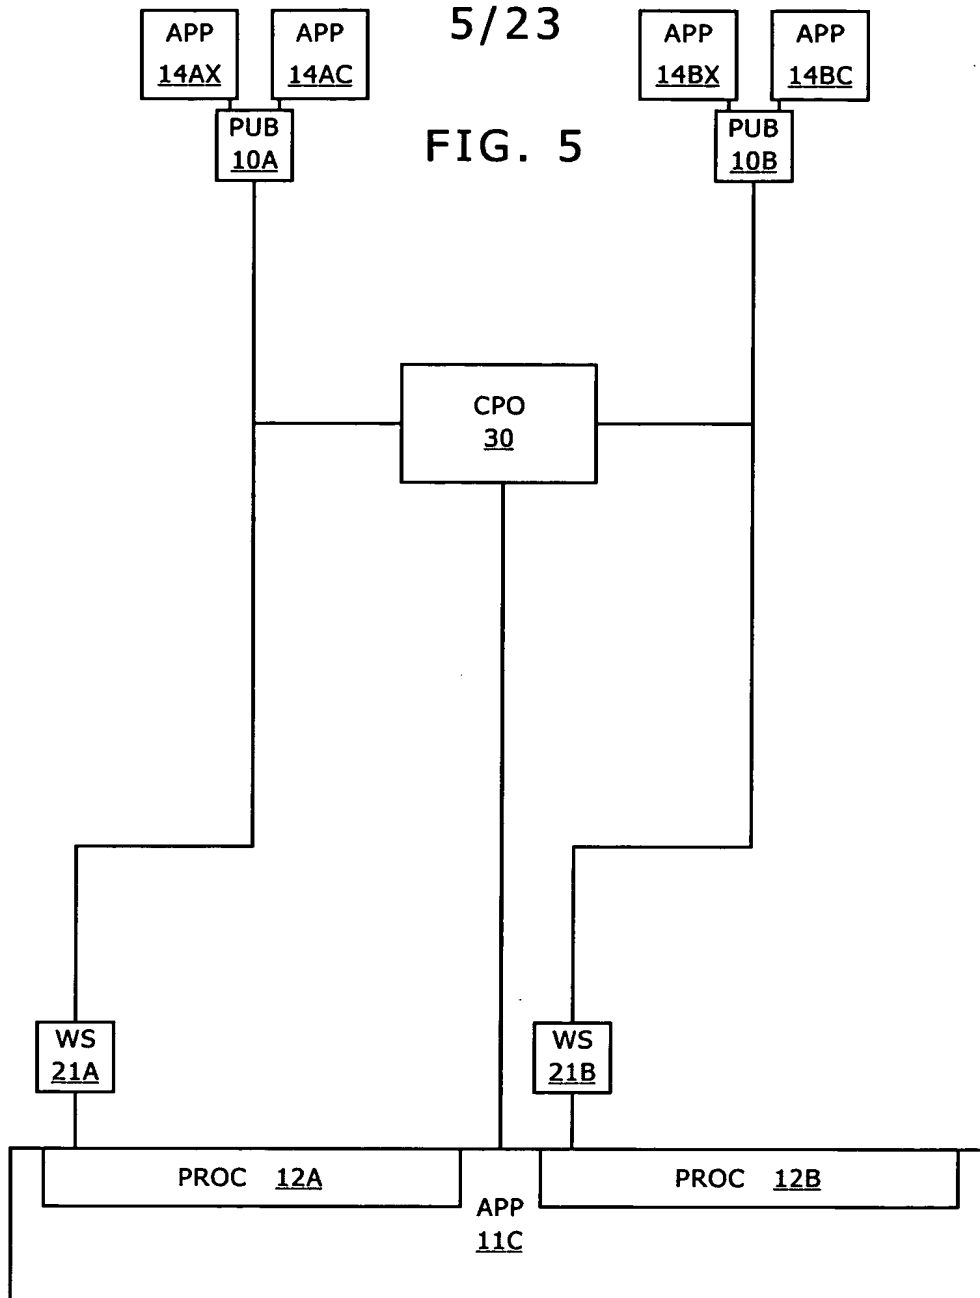 5/23
APP
14AX
APP
14AC
APP
14BX
APP
14BC
PUB
10A
FIG. 5
PUB
10B
CPO
30
WS
21A
WS
21B
PROC 12A
PROC 12B
APP
11C